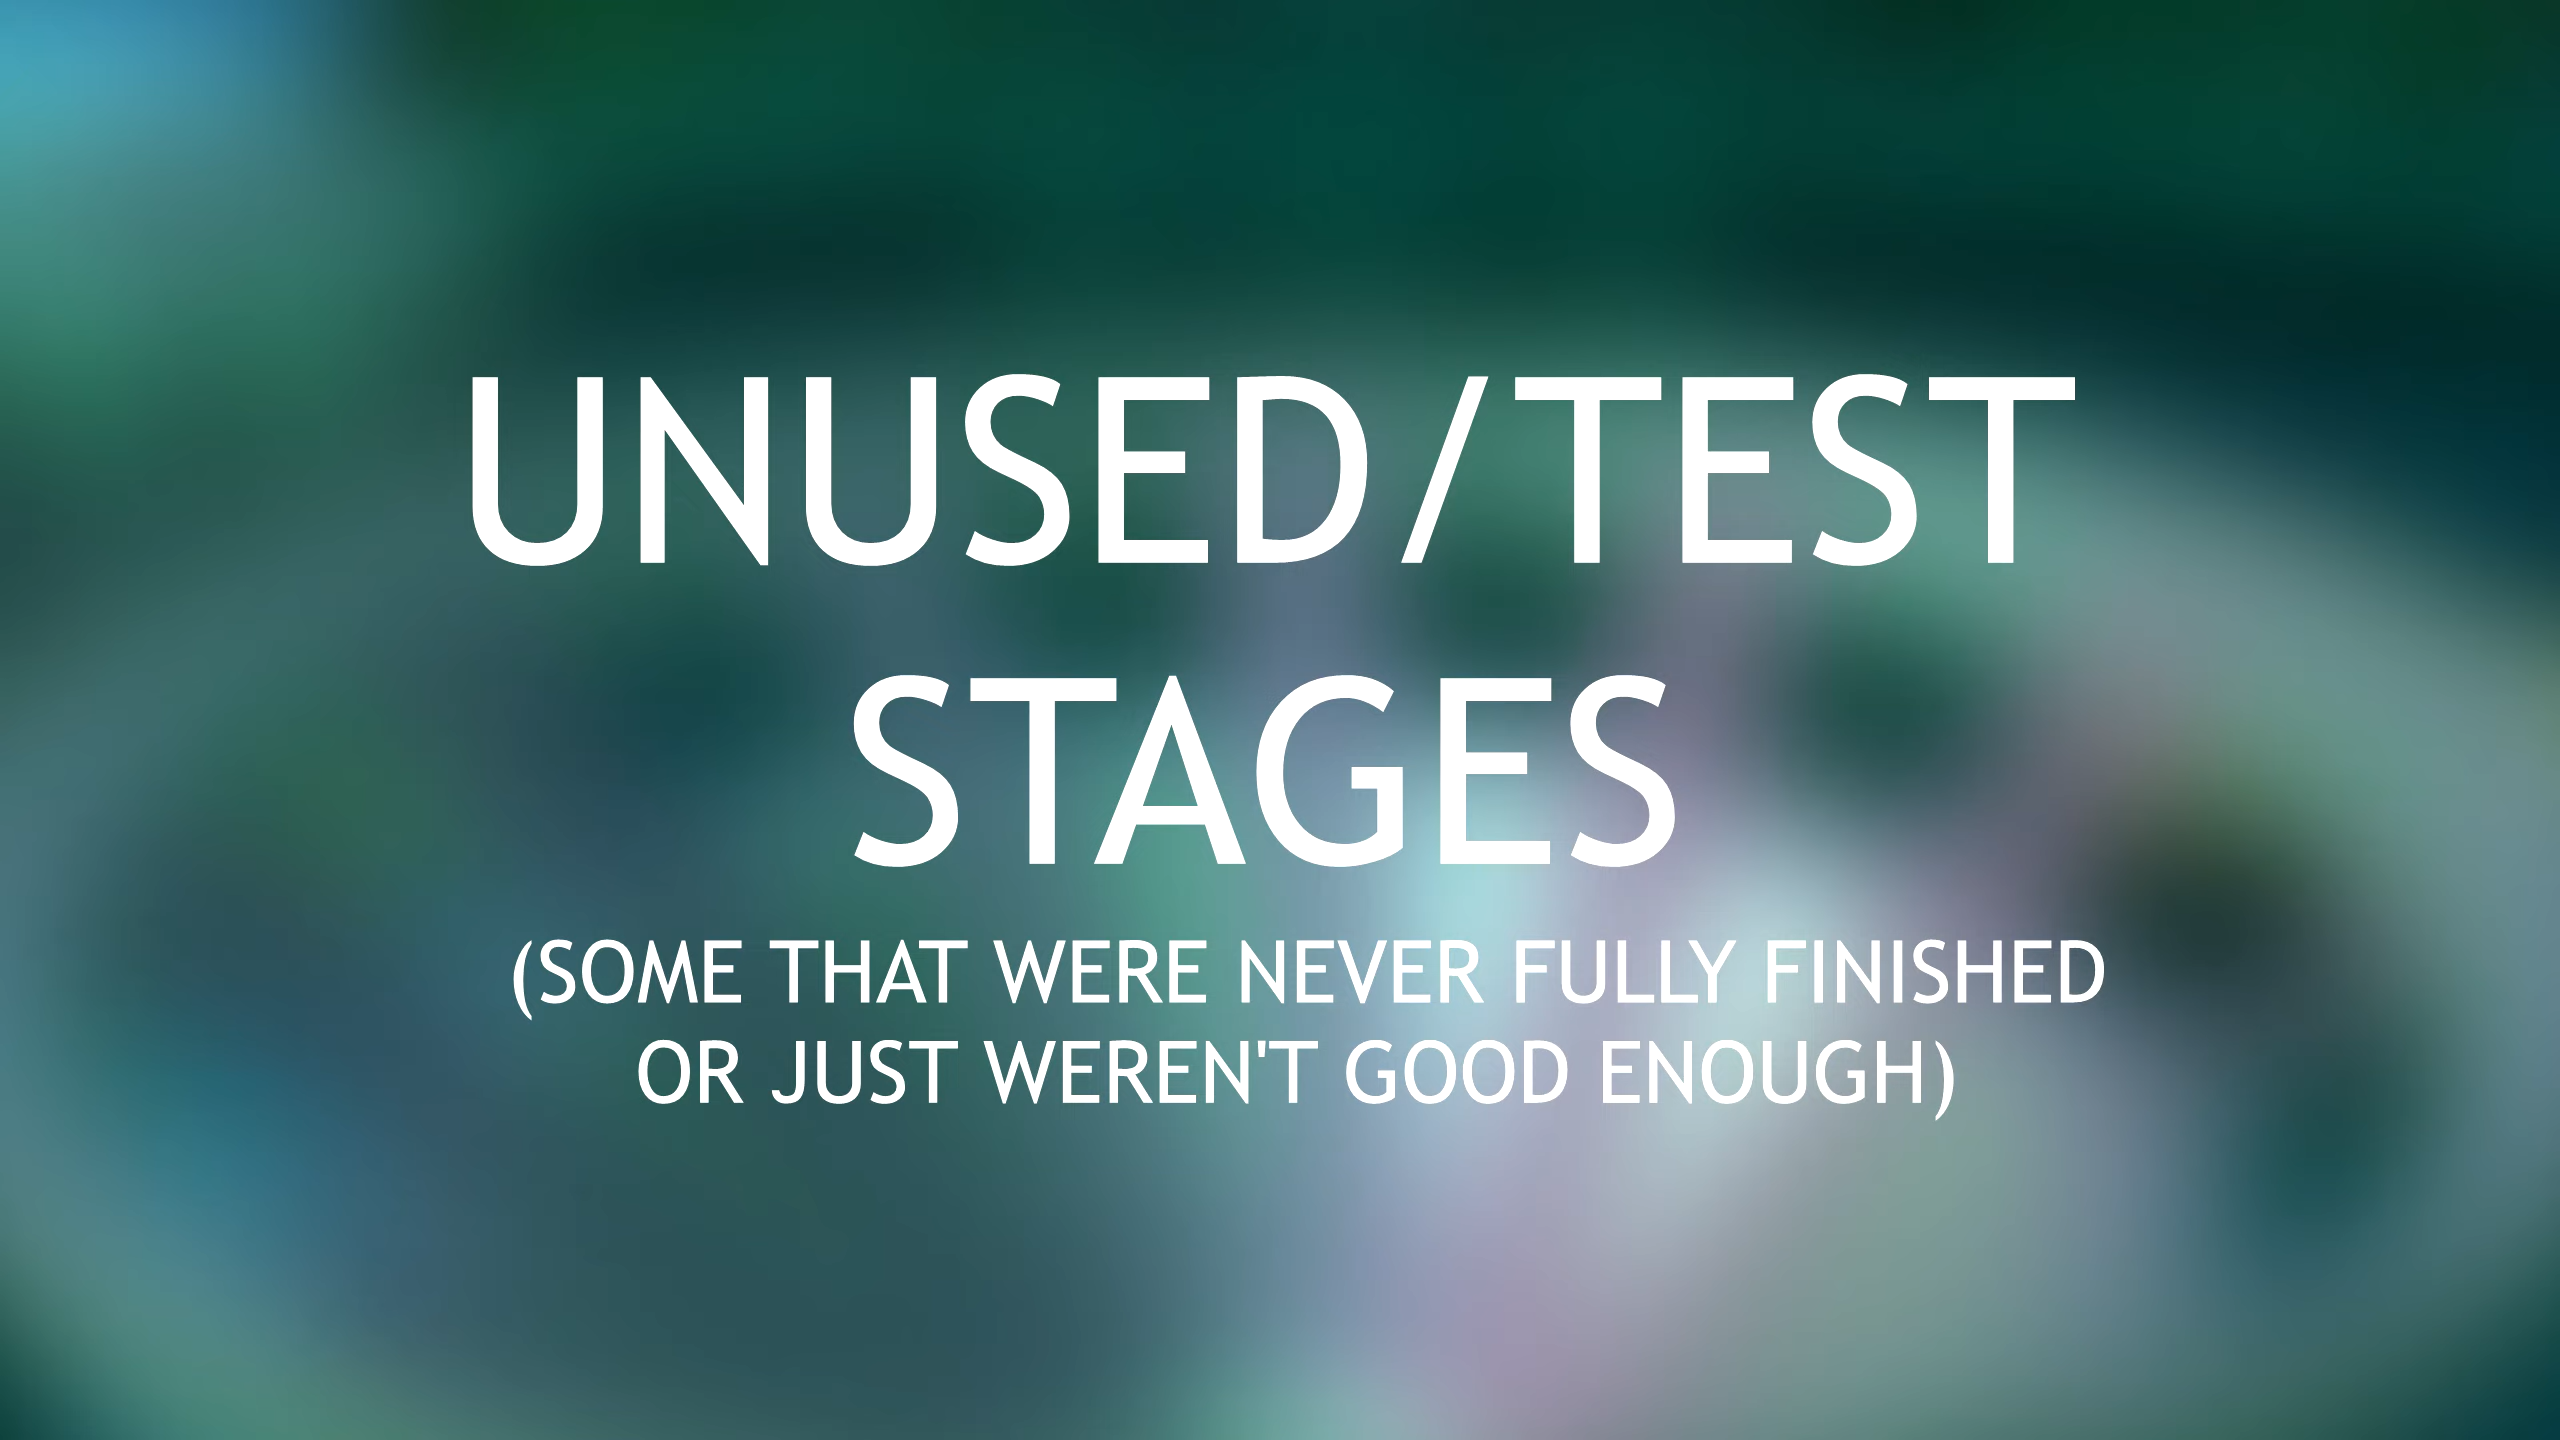 UNUSED/TEST
STAGES
(SOME THAT WERE NEVER FULLY FINISHED
OR JUST WEREN'T GOOD ENOUGH)